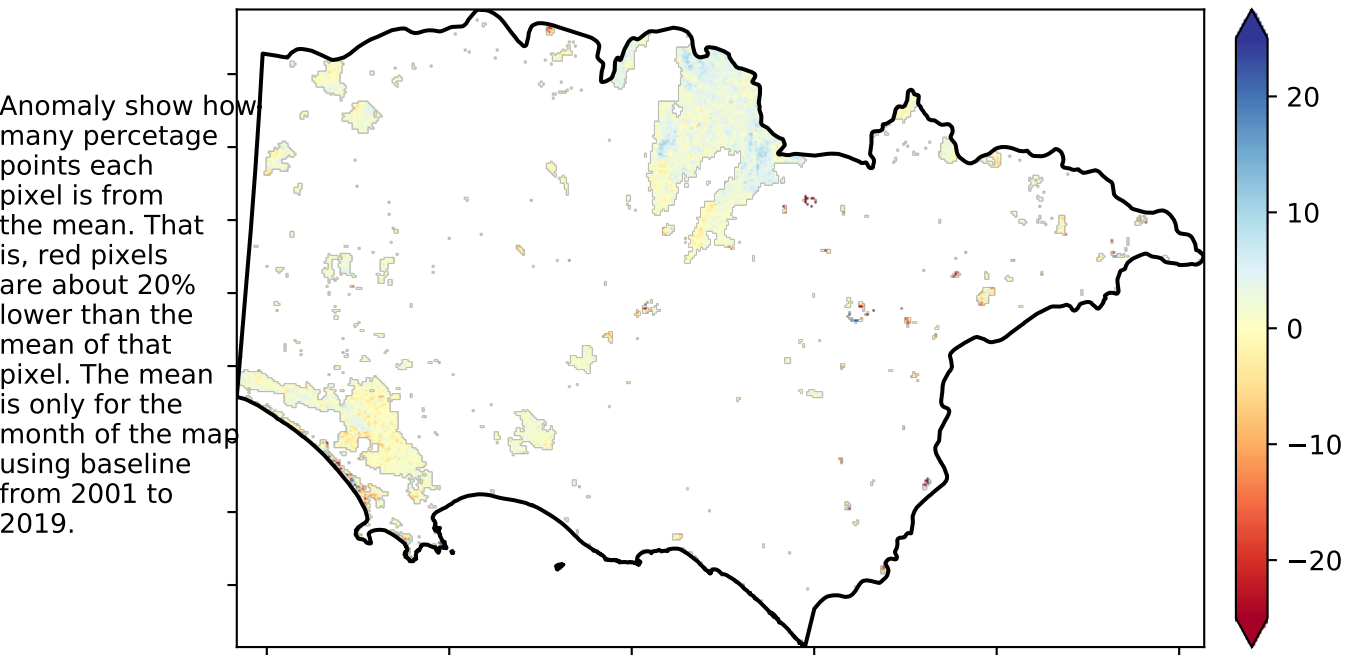 Anomaly show how
many percetage
points each
pixel is from
the mean. That
is, red pixels
are about 20%
lower than the
mean of that
pixel. The mean
is only for the
month of the map
using baseline
from 2001 to
2019.
20
10
0
−10
−20